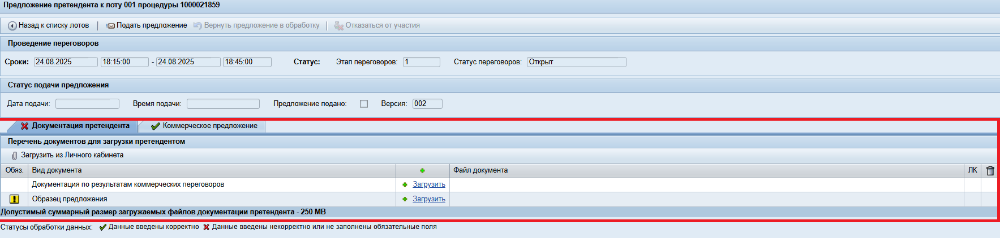 Предложение претендента к лоту 001 процедуры 1000021859
Назад к списку лотов | Подать предложение Вернуть предложение в обработку | Отказаться от участия
Проведение переговоров
Сроки: 24.08.2025 18:15:00 - 24.08.2025 18:45:00 Статус: Этап переговоров: 1 Статус переговоров: Открыт
Статус подачи предложения
Дата подачи: Время подачи: Предложение подано: Версия: 002
Документация претендента Коммерческое предложение
Перечень документов для загрузки претендентом
Загрузить из Личного кабинета
Обяз. Вид документа Файл документа ЛК
Документация по результатам коммерческих переговоров Загрузить
Образец предложения Загрузить
Допустимый суммарный размер загружаемых файлов документации претендента - 250 MB
Статусы обработки данных: Данные введены корректно Данные введены некорректно или не заполнены обязательные поля